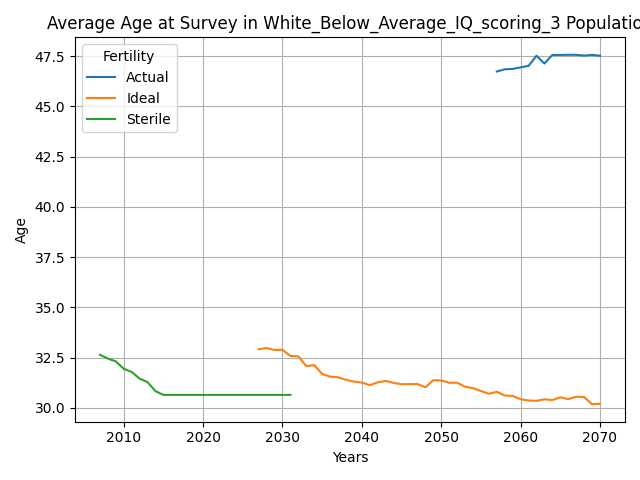 Average Age at Survey in White_Below_Average_IQ_scoring_3 Populatio
Fertility
Actual
Ideal
Sterile
47.5
45.0
42.5
40.0
37.5
35.0
32.5
30.0
Age
2010 2020 2030 2040 2050 2060 2070
Years